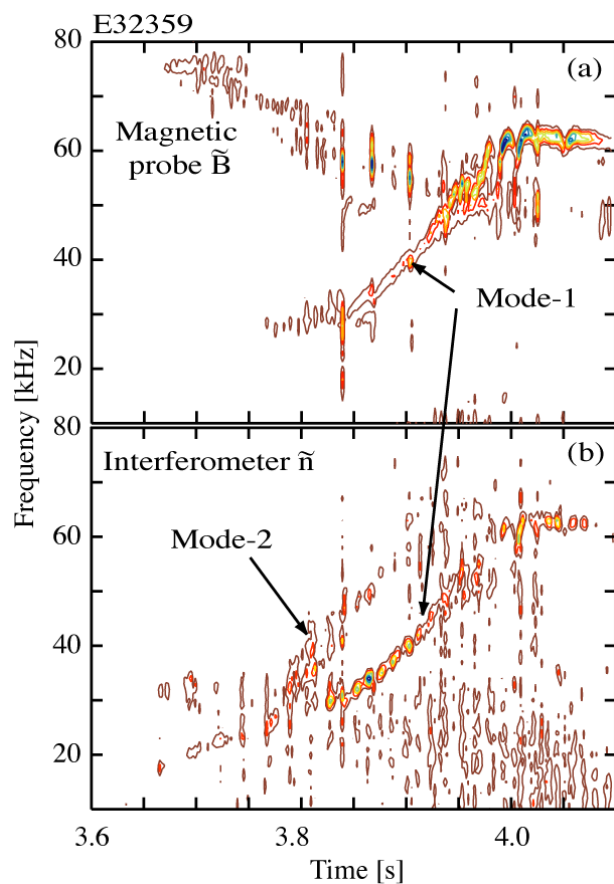 E32359
80
(a)
Magnetic
probe B̃
60
40
Mode-1
20
Frequency [kHz]
80
(b)
Interferometer ñ
60
Mode-2
40
20
3.6
3.8
4.0
Time [s]